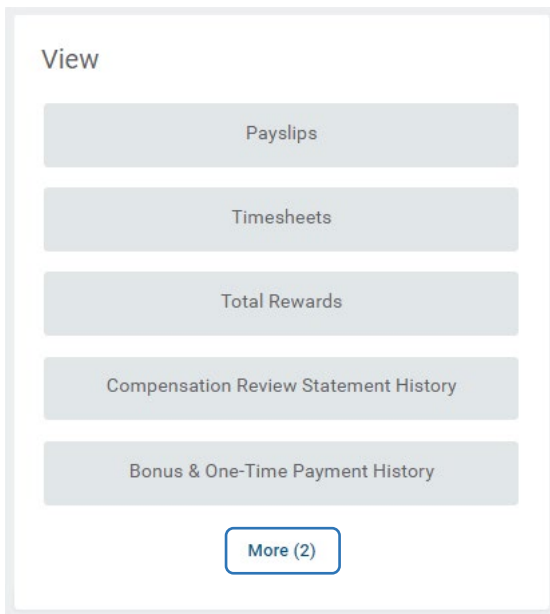 View
Payslips
Timesheets
Total Rewards
Compensation Review Statement History
Bonus & One-Time Payment History
More (2)